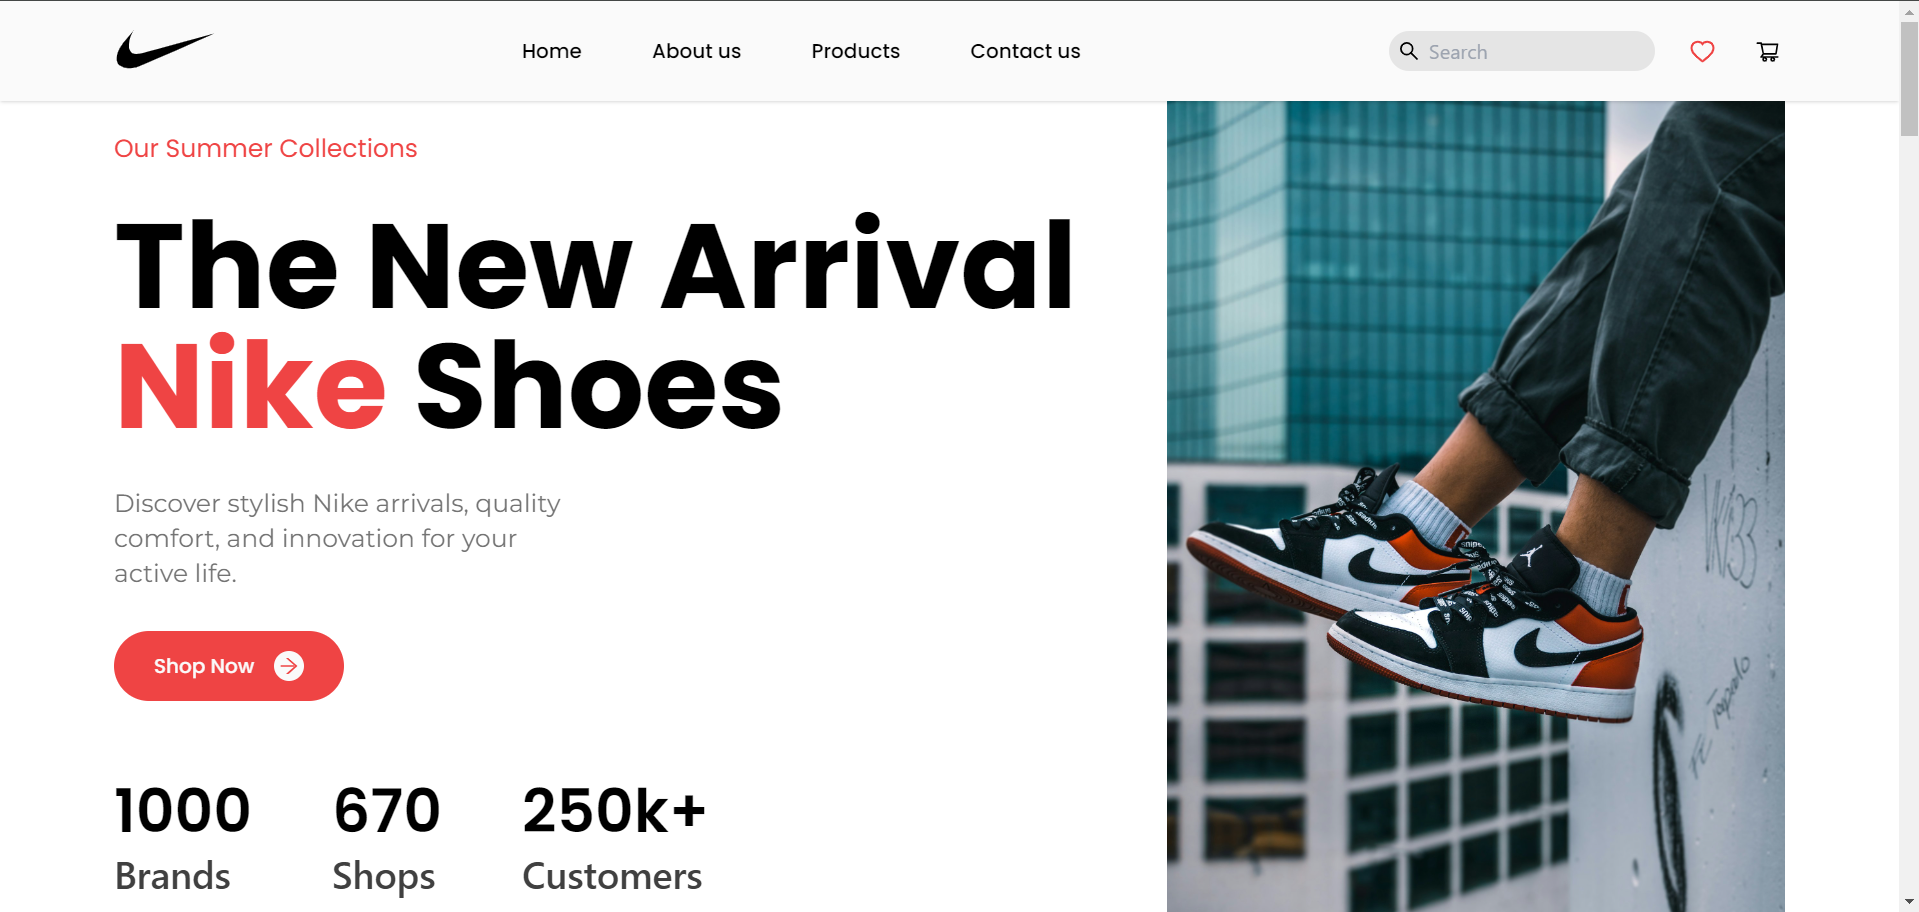 Home
About us
Products
Contact us
Search
Our Summer Collections
The New Arrival
Nike Shoes
Discover stylish Nike arrivals, quality
comfort, and innovation for your
active life.
Shop Now
1000
Brands
670
Shops
250k+
Customers